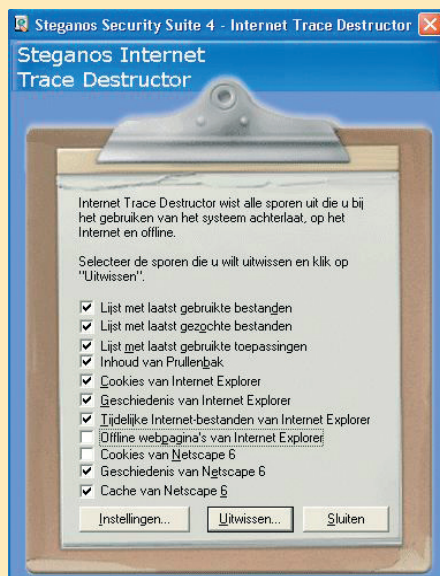 Steganos Security Suite 4 - Internet Trace Destructor
Steganos Internet
Trace Destructor
Internet Trace Destructor wist alle sporen uit die u bij
het gebruiken van het systeem achterlaat, op het
Internet en offline.
Selecteer de sporen die u wilt uitwissen en klik op
"Uitwissen".
Lijst met laatst gebruikte bestanden
Lijst met laatst gezochte bestanden
Lijst met laatst gebruikte toepassingen
Inhoud van Prullenbak
Cookies van Internet Explorer
Geschiedenis van Internet Explorer
Tijdelijke Internet-bestanden van Internet Explorer
Offline webpagina's van Internet Explorer
Cookies van Netscape 6
Geschiedenis van Netscape 6
Cache van Netscape 6
Instellingen... Uitwissen... Sluiten